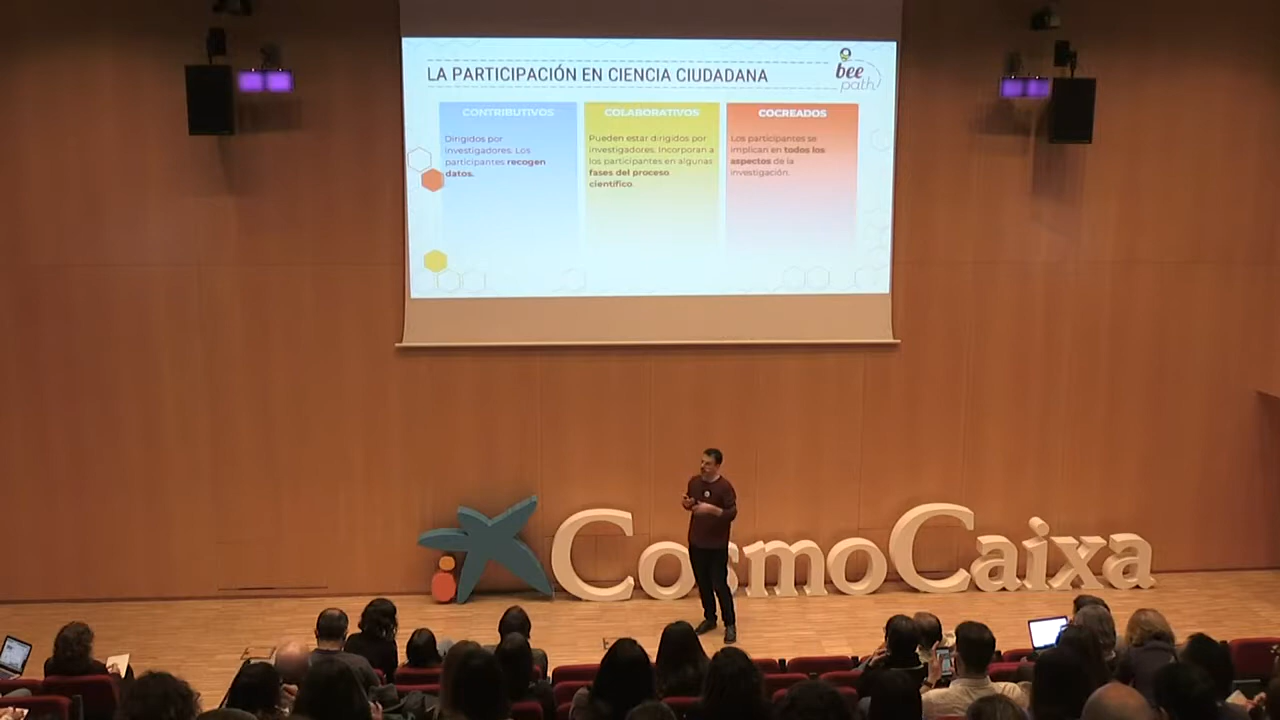 LA PARTICIPACIÓN EN CIENCIA CIUDADANA
bee
path
CONTRIBUTIVOS
Dirigidos por
investigadores. Los
participantes recogen
datos.
COLABORATIVOS
Pueden estar dirigidos por
investigadores. Incorporan a
los participantes en algunas
fases del proceso
científico.
COCREADOS
Los participantes se
implican en todos los
aspectos de la
investigación.
CosmoCaixa